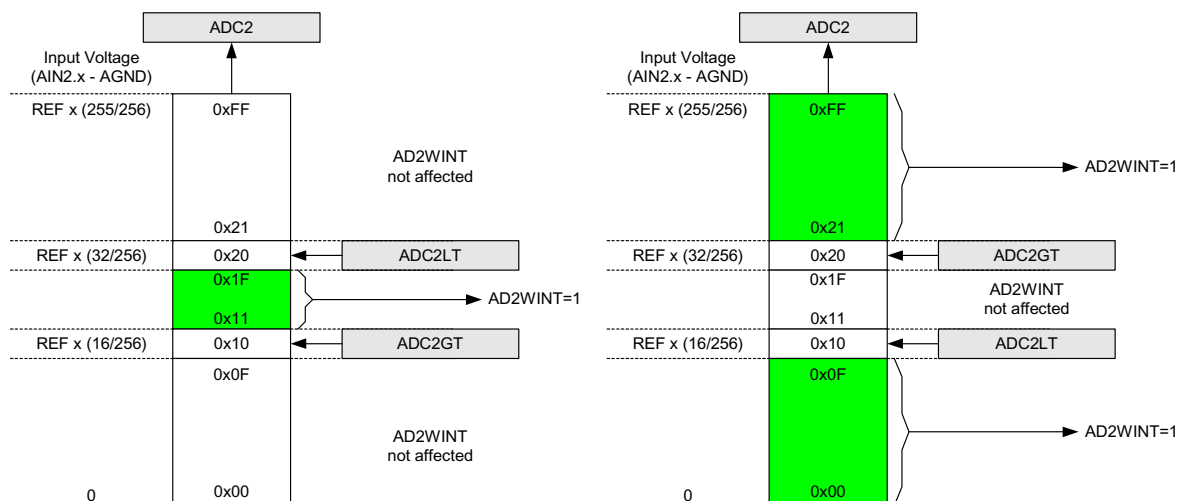 ADC2
Input Voltage
(AIN2.x - AGND)
REF x (255/256)
0xFF
AD2WINT
not affected
0x21
REF x (32/256)
0x20
ADC2LT
0x1F
AD2WINT=1
0x11
REF x (16/256)
0x10
ADC2GT
0x0F
AD2WINT
not affected
0
0x00
ADC2
Input Voltage
(AIN2.x - AGND)
REF x (255/256)
0xFF
AD2WINT=1
0x21
REF x (32/256)
0x20
ADC2GT
0x1F
AD2WINT
not affected
0x11
REF x (16/256)
0x10
ADC2LT
0x0F
AD2WINT=1
0
0x00